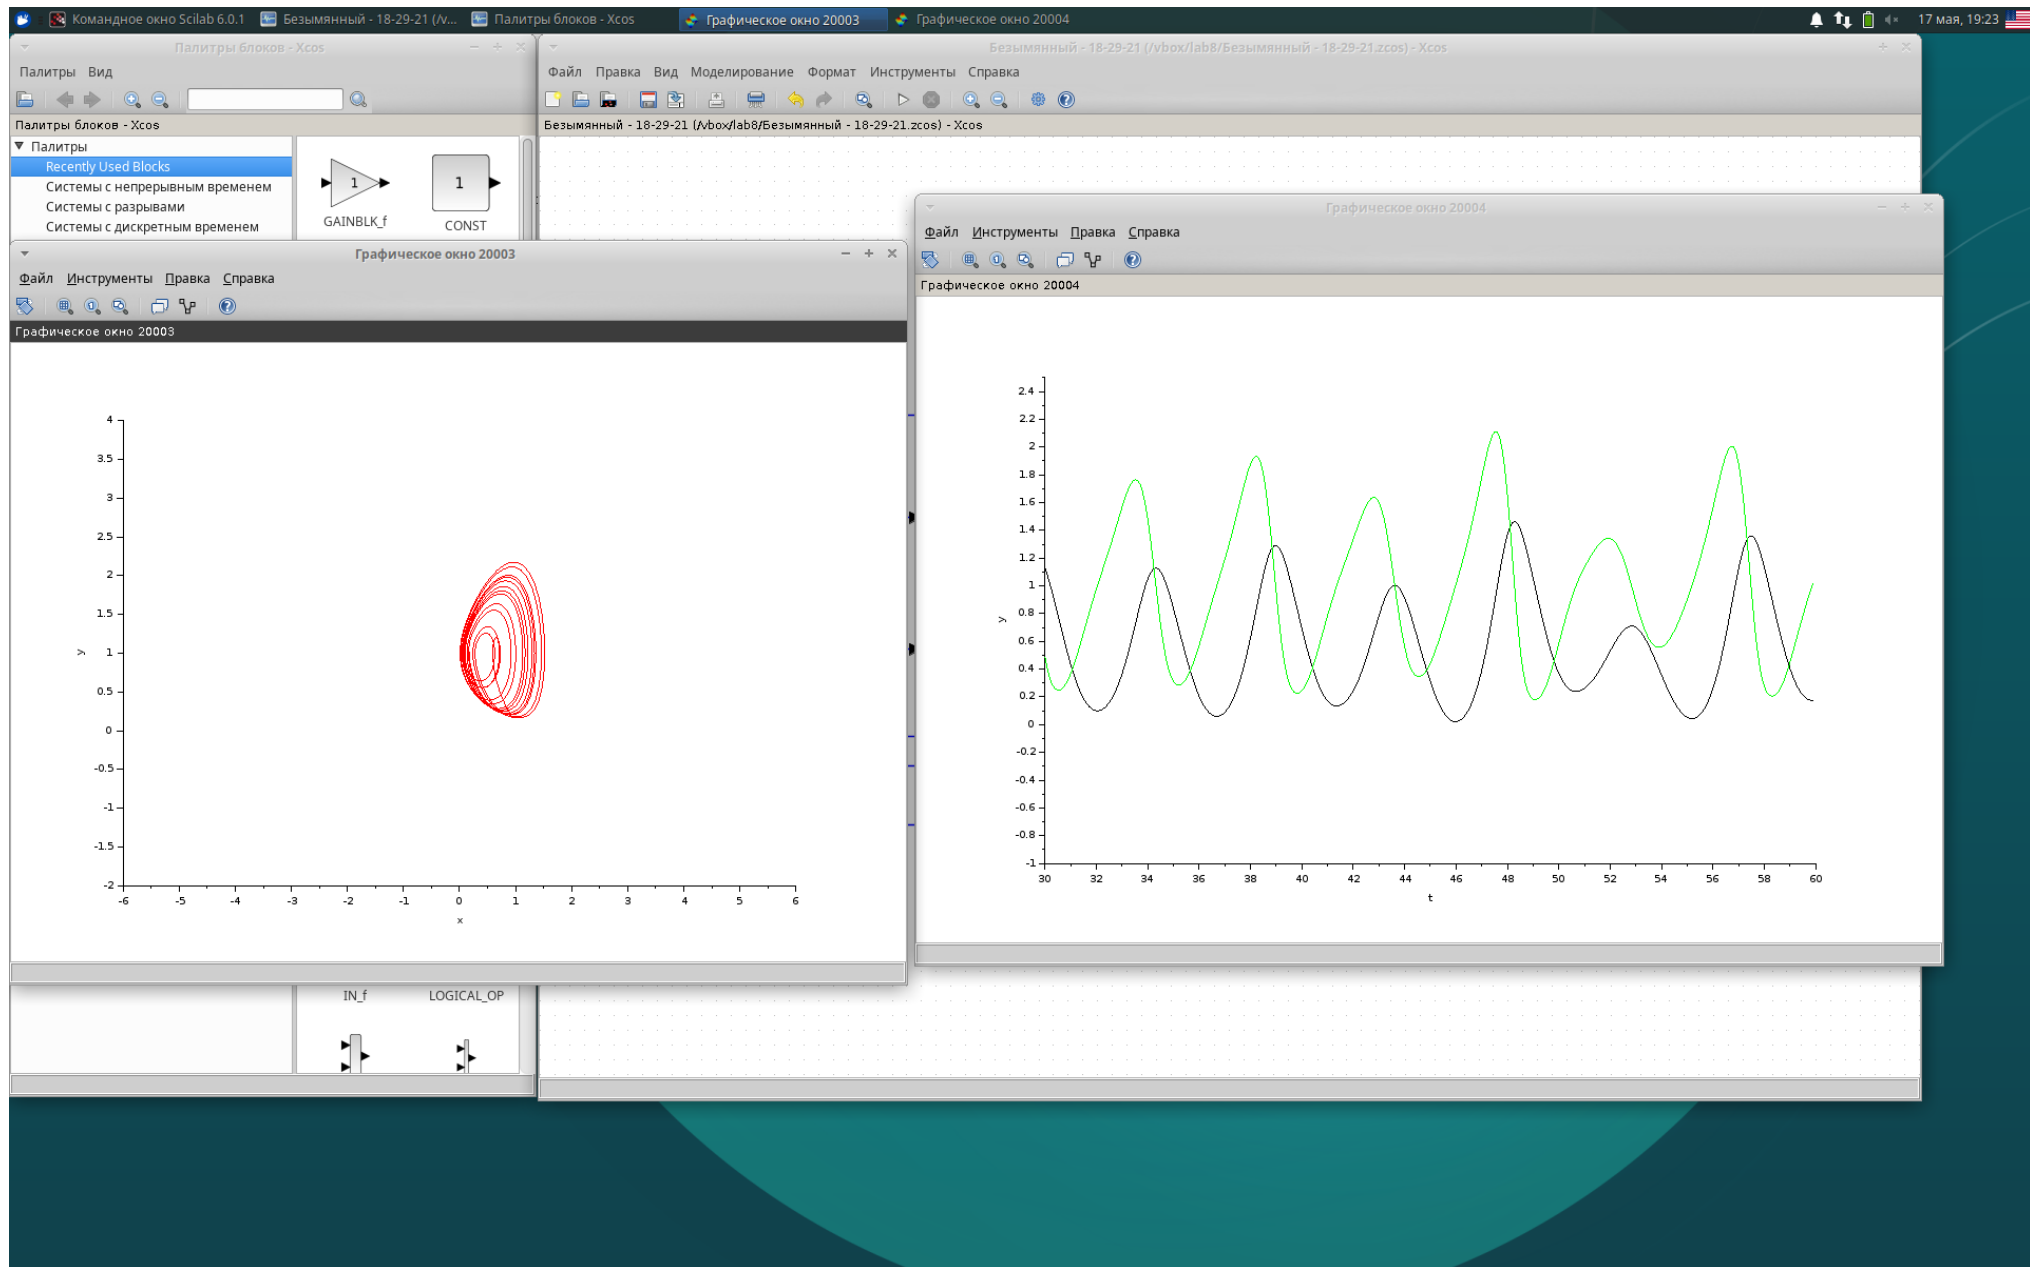 Командное окно Scilab 6.0.1
Безымянный - 18-29-21 (/v...
Палитры блоков - Xcos
Графическое окно 20003
Графическое окно 20004
17 мая, 19:23
Палитры блоков - Xcos
Палитры Вид
Палитры блоков - Xcos
Палитры
Recently Used Blocks
Системы с непрерывным временем
Системы с разрывами
Системы с дискретным временем
1
1
GAINBLK_f
CONST
IN_f
LOGICAL_OP
Безымянный - 18-29-21 (/vbox/lab8/Безымянный - 18-29-21.zcos) - Xcos
Файл Правка Вид Моделирование Формат Инструменты Справка
Безымянный - 18-29-21 (/vbox/lab8/Безымянный - 18-29-21.zcos) - Xcos
Графическое окно 20003
Файл Инструменты Правка Справка
Графическое окно 20003
4
3.5
3
2.5
2
1.5
1
0.5
0
-0.5
-1
-1.5
-2
y
-6 -5 -4 -3 -2 -1 0 1 2 3 4 5 6
x
Графическое окно 20004
Файл Инструменты Правка Справка
Графическое окно 20004
2.4
2.2
2
1.8
1.6
1.4
1.2
1
0.8
0.6
0.4
0.2
0
-0.2
-0.4
-0.6
-0.8
-1
y
30 32 34 36 38 40 42 44 46 48 50 52 54 56 58 60
t